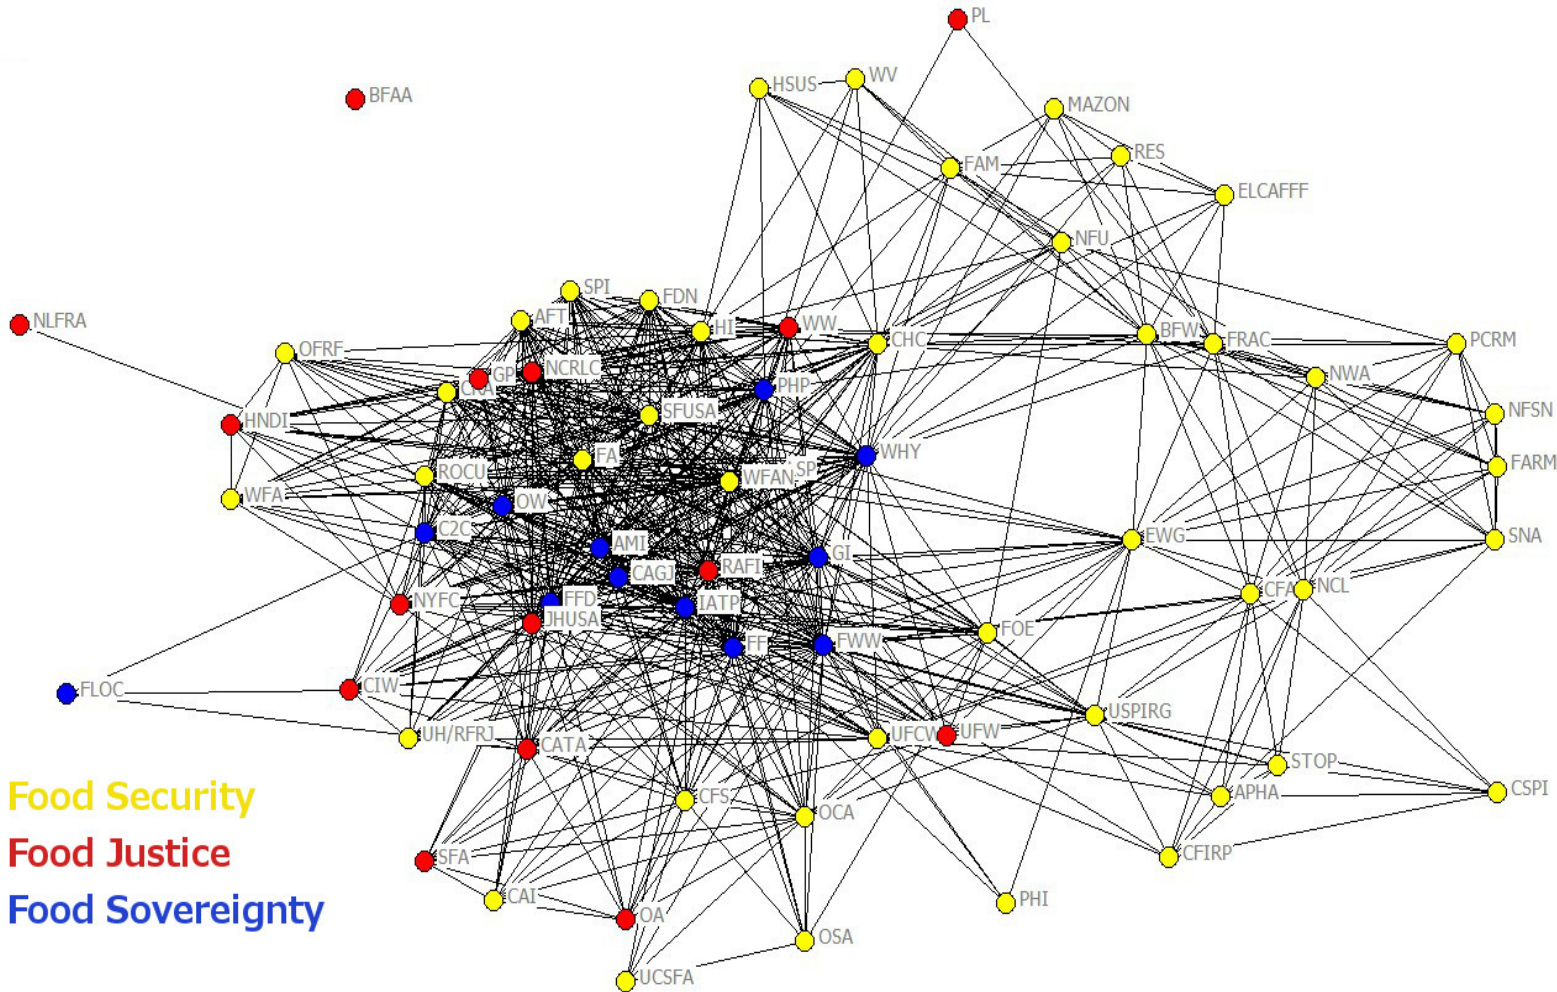 PL
HSUS
WV
BFAA
MAZON
RES
FAM
ELCAFFF
NFU
SPI
FDN
AFT
HI
WW
NLFRA
BFW
CHC
FRAC
PCRM
OFRF
NCRLC
GP
NWA
CRA
PHP
SFUSA
NFSN
HNDI
WHY
FA
FARM
ROCU
WFAN
SP
WFA
OW
C2C
AMI
GI
EWG
SNA
RAFI
CAGJ
CFA
NCL
NYFC
FFD
IATP
JHUSA
FOE
FF
FWW
CIW
FLOC
USPIRG
UH/RFRJ
CATA
UFCW
UFW
STOP
Food Security
CFS
OCA
APHA
CSPI
Food Justice
SFA
CFIRP
CAI
PHI
Food Sovereignty
OA
OSA
UCSFA